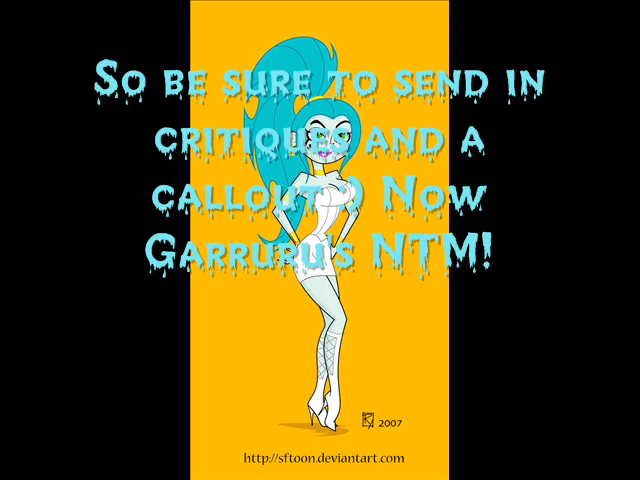 So be sure to send in
critiques and a
callout :) Now
Garruru's NTM!
2007
http://sftoon.deviantart.com